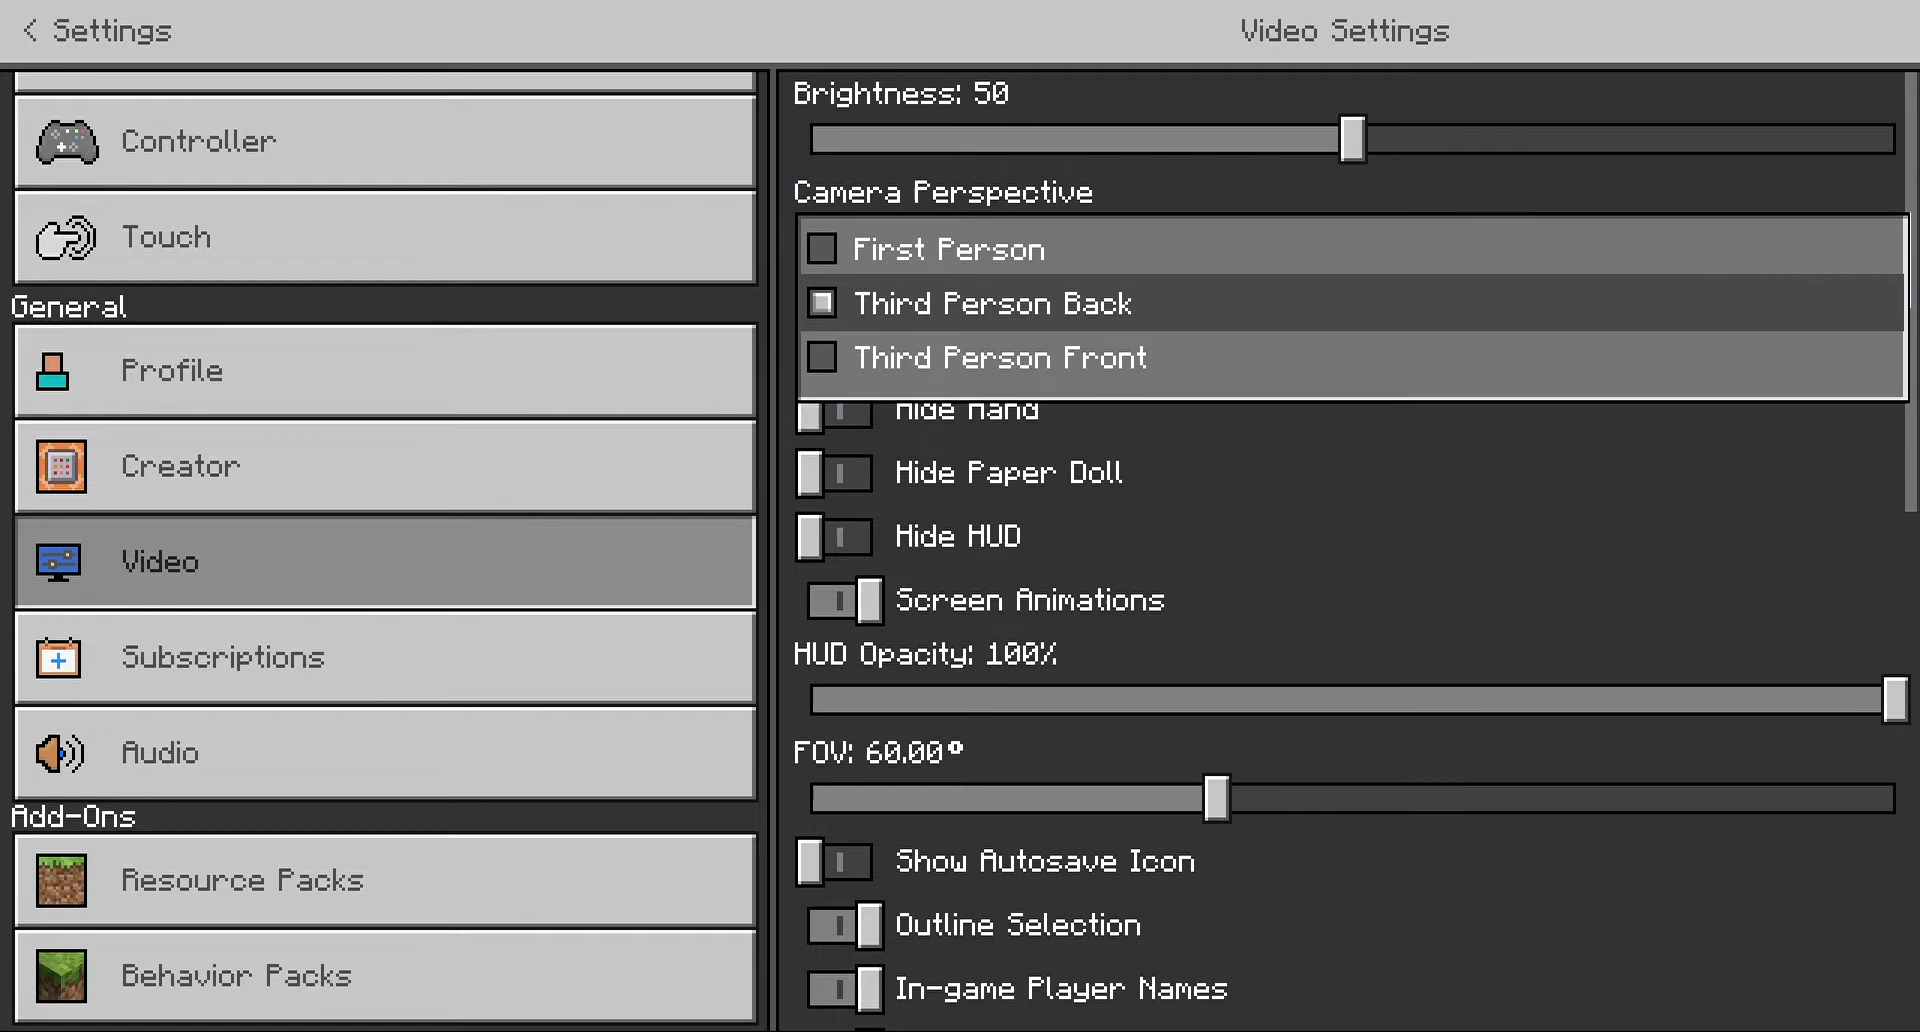 Settings
Video Settings
Controller
Touch
General
Profile
Creator
Video
Subscriptions
Audio
Add-Ons
Resource Packs
Behavior Packs
Brightness: 50
Camera Perspective
First Person
Third Person Back
Third Person Front
Hide Hand
Hide Paper Doll
Hide HUD
Screen Animations
HUD Opacity: 100%
FOV: 60.00°
Show Autosave Icon
Outline Selection
In-game Player Names